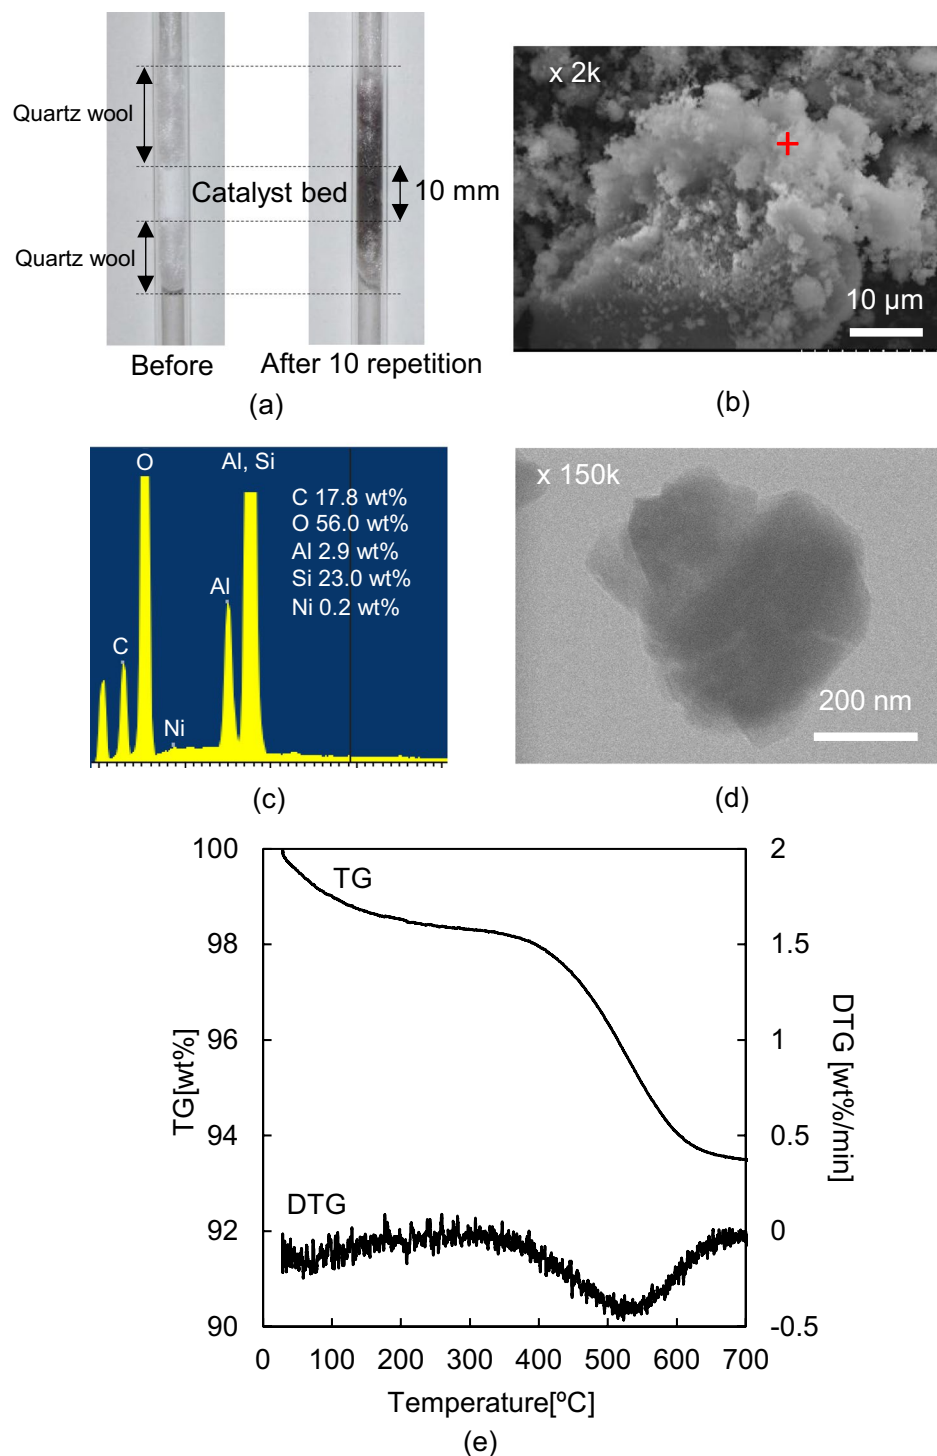 Quartz wool
Catalyst bed
10 mm
Quartz wool
Before
After 10 repetition
(a)
x 2k
10 µm
(b)
O
Al, Si
C 17.8 wt%
O 56.0 wt%
Al 2.9 wt%
Si 23.0 wt%
Ni 0.2 wt%
Al
C
Ni
(c)
x 150k
200 nm
(d)
100
98
96
94
92
90
TG[wt%]
TG
DTG
2
1.5
1
0.5
0
-0.5
DTG [wt%/min]
0 100 200 300 400 500 600 700
Temperature[ºC]
(e)